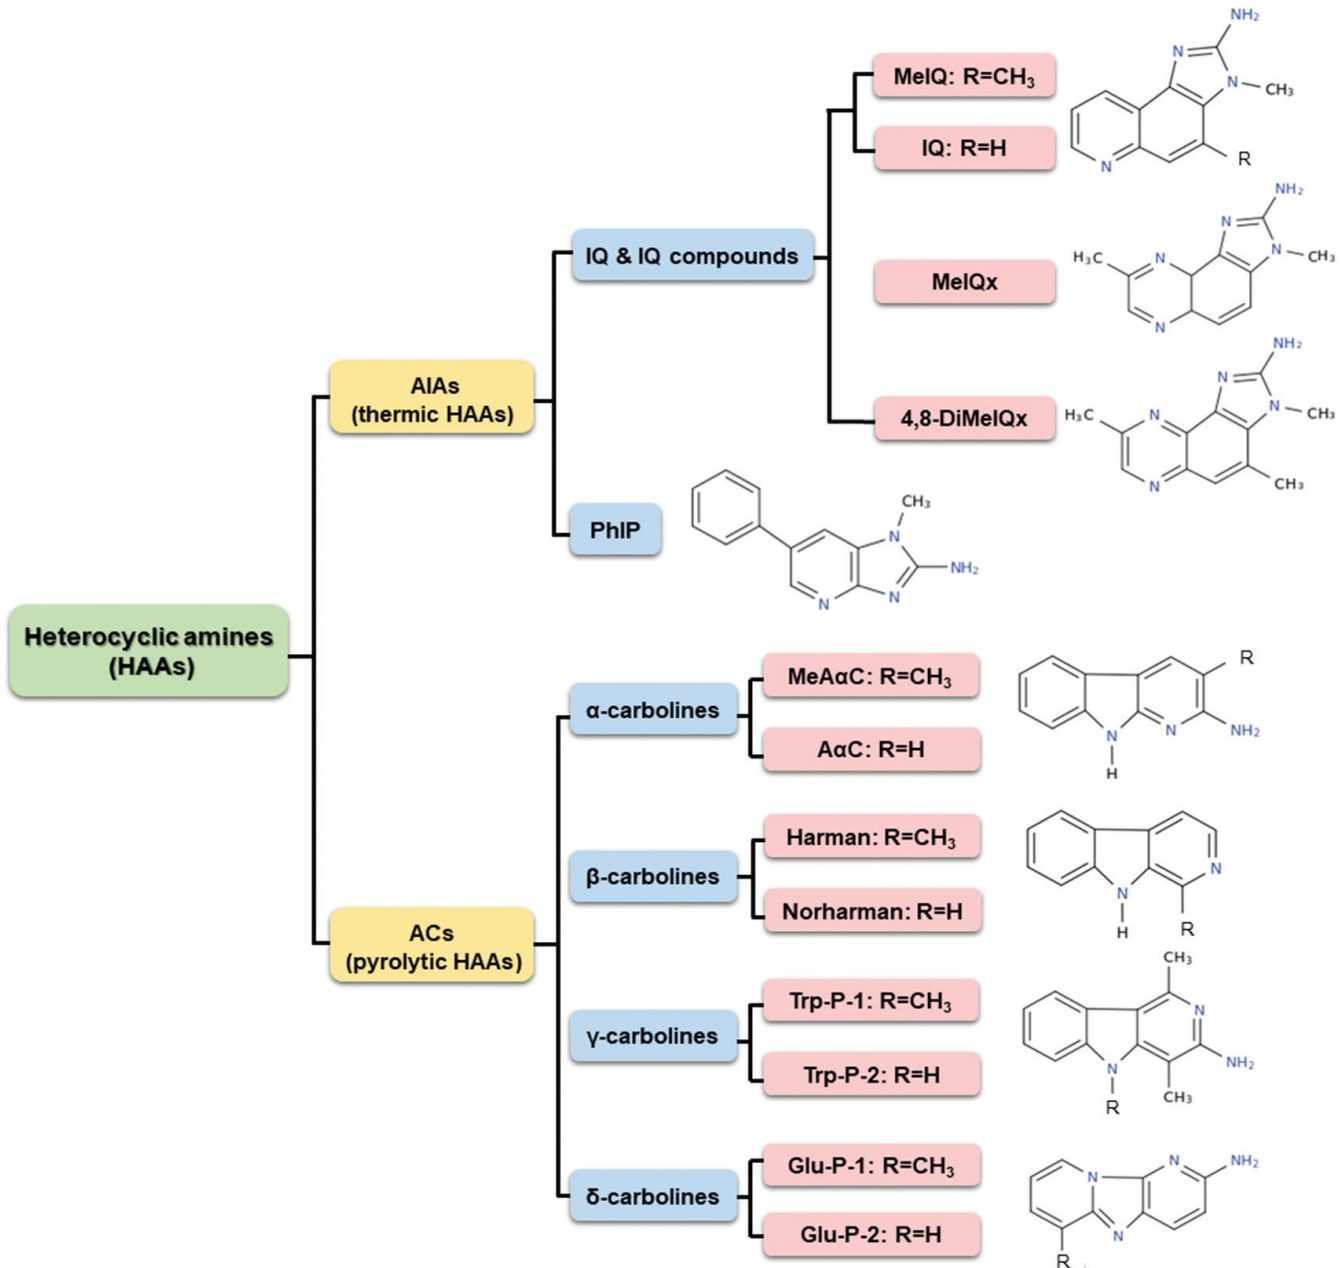 Heterocyclic amines
(HAAs)
AIAs
(thermic HAAs)
IQ & IQ compounds
MeIQ: R=CH₃
IQ: R=H
NH₂
N
N
CH₃
N
R
MeIQx
NH₂
N
H₃C
N
N
CH₃
N
4,8-DiMeIQx
NH₂
N
H₃C
N
N
CH₃
N
CH₃
PhIP
CH₃
N
NH₂
N
N
ACs
(pyrolytic HAAs)
α-carbolines
MeAαC: R=CH₃
AαC: R=H
R
N
N
NH₂
H
β-carbolines
Harman: R=CH₃
Norharman: R=H
N
N
H
R
γ-carbolines
Trp-P-1: R=CH₃
Trp-P-2: R=H
CH₃
N
N
NH₂
R
CH₃
δ-carbolines
Glu-P-1: R=CH₃
Glu-P-2: R=H
N
N
NH₂
N
R